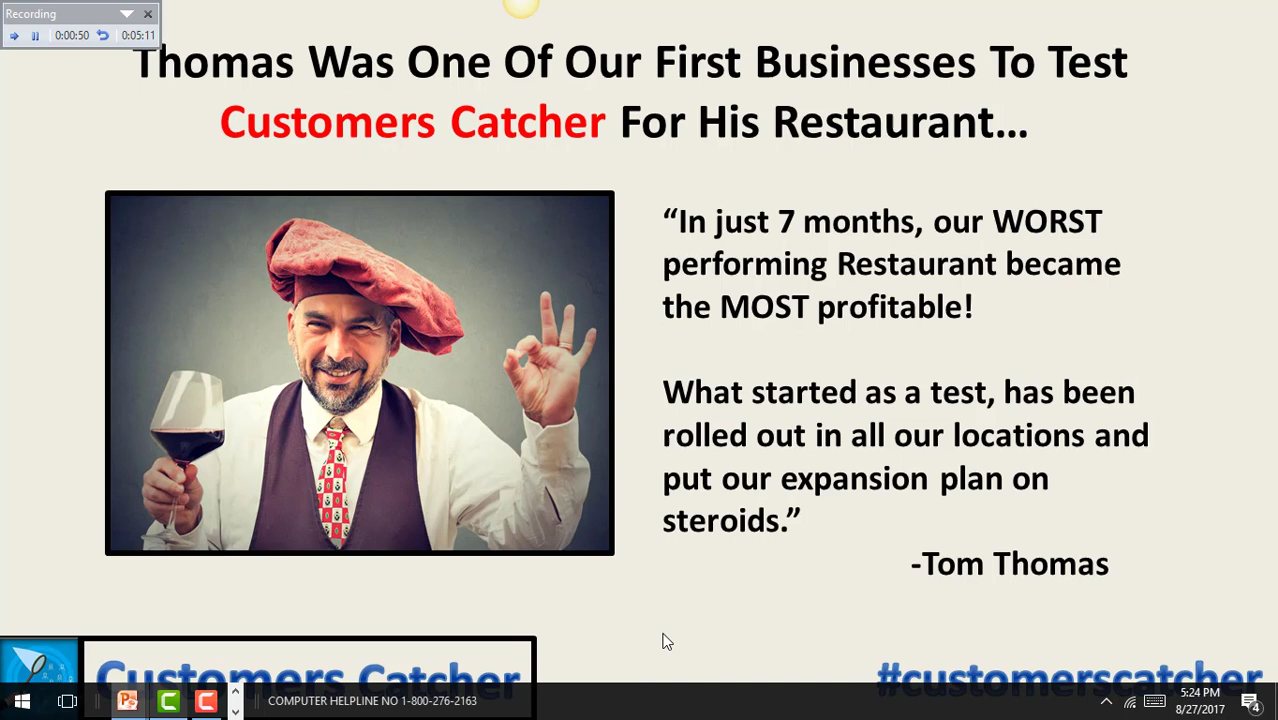 Recording
0:00:50
0:05:11
Thomas Was One Of Our First Businesses To Test
Customers Catcher For His Restaurant...
“In just 7 months, our WORST
performing Restaurant became
the MOST profitable!
What started as a test, has been
rolled out in all our locations and
put our expansion plan on
steroids.”
-Tom Thomas
Customers Catcher
#customerscatcher
COMPUTER HELPLINE NO 1-800-276-2163
5:24 PM
8/27/2017
4